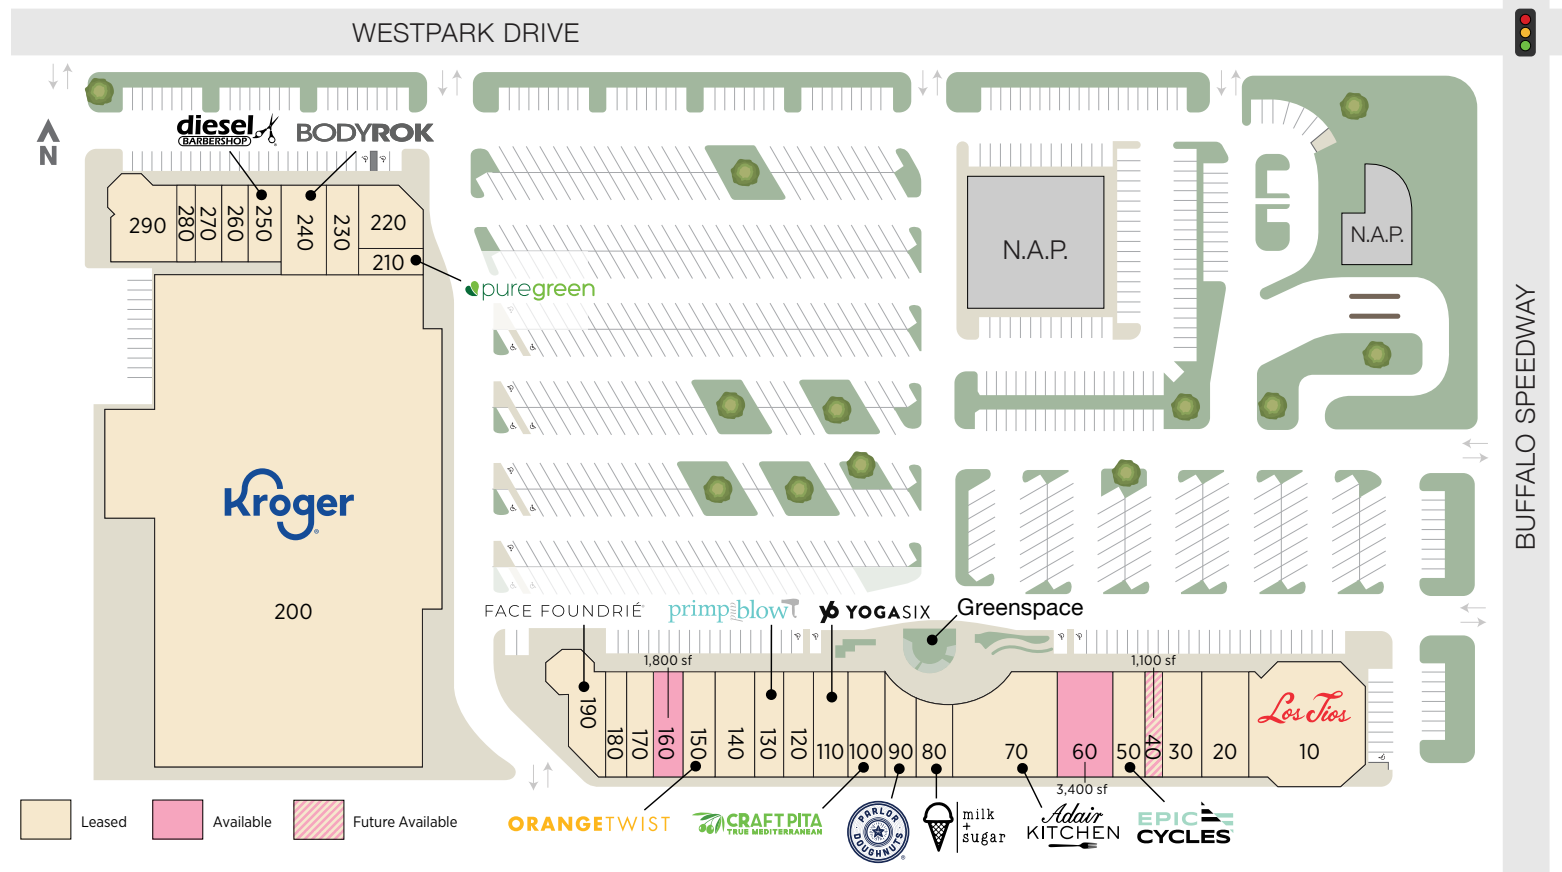 WESTPARK DRIVE
N
diesel
BARBERSHOP
BODYROK
290
280
270
260
250
240
230
220
210
puregreen
N.A.P.
N.A.P.
BUFFALO SPEEDWAY
Kroger
200
FACE FOUNDRIÉ
primp blow
y6 YOGASIX
Greenspace
1,800 sf
1,100 sf
190
180
170
160
150
140
130
120
110
100
90
80
70
60
50
40
30
20
10
Los Tios
3,400 sf
Leased
Available
Future Available
ORANGETWIST
CRAFT PITA
TRUE MEDITERRANEAN
PARLOR
DOUGHNUTS
milk
+
sugar
Adair
KITCHEN
EPIC
CYCLES